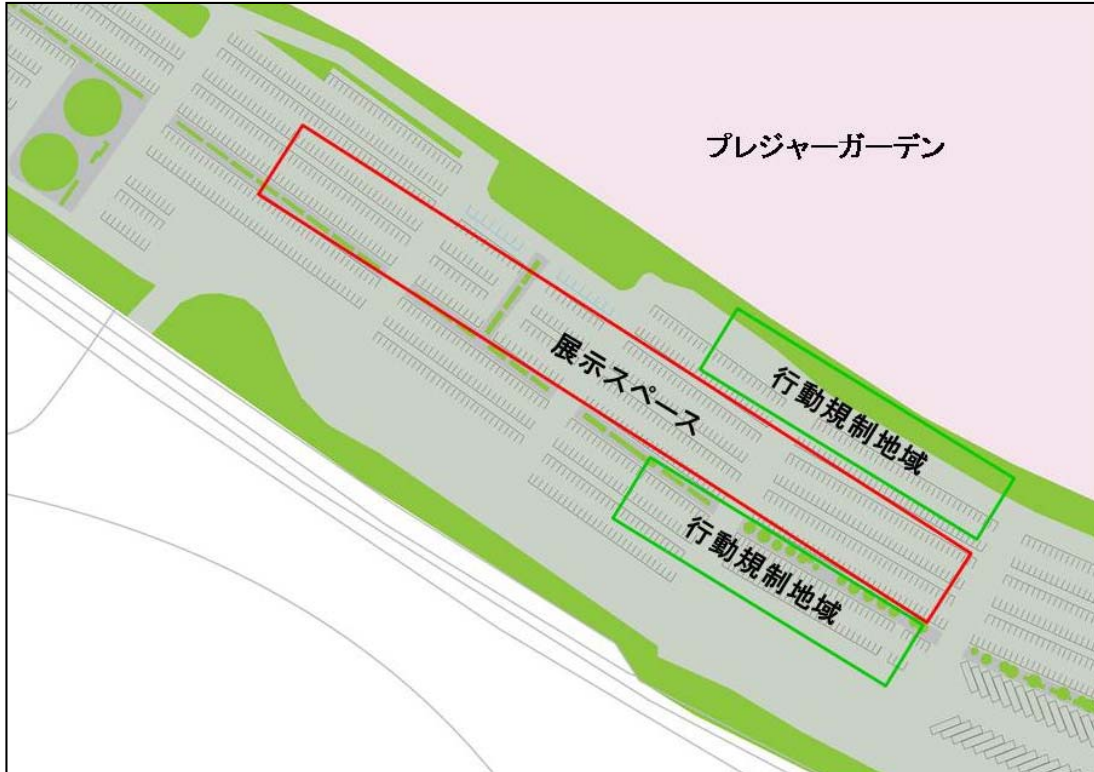 プレジャーガーデン
展示スペース
行動規制地域
行動規制地域